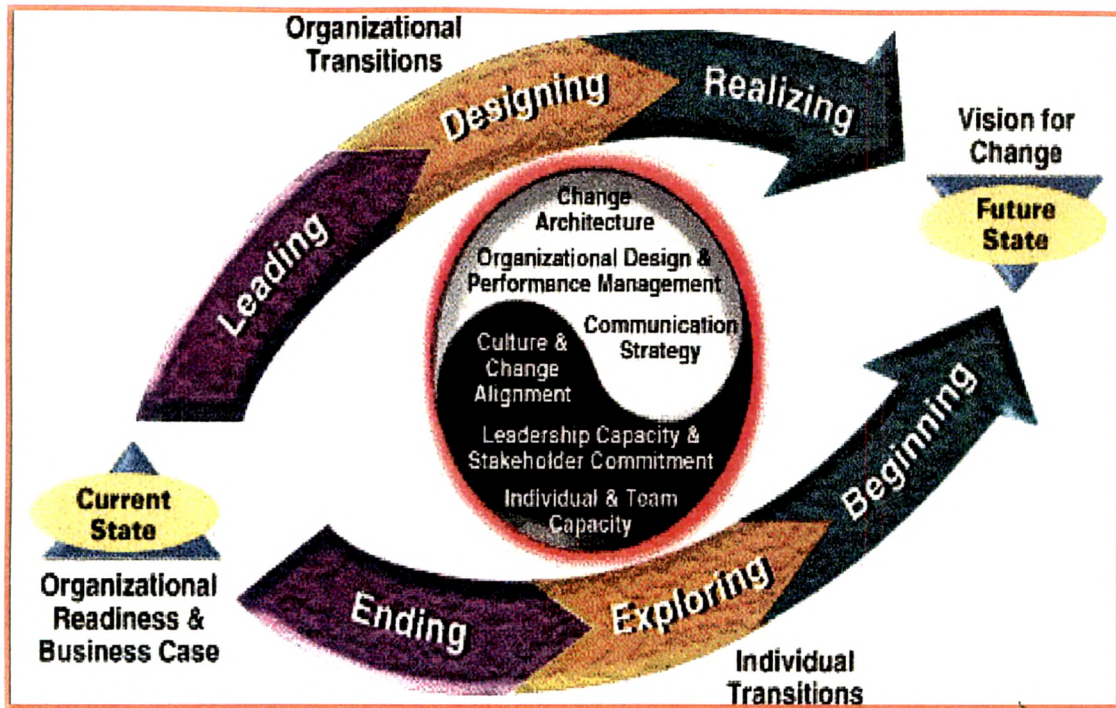 Organizational
Transitions
Leading
Designing
Realizing
Vision for
Change
Future
State
Change
Architecture
Organizational Design &
Performance Management
Communication
Strategy
Culture &
Change
Alignment
Leadership Capacity &
Stakeholder Commitment
Individual & Team
Capacity
Current
State
Organizational
Readiness &
Business Case
Ending
Exploring
Beginning
Individual
Transitions